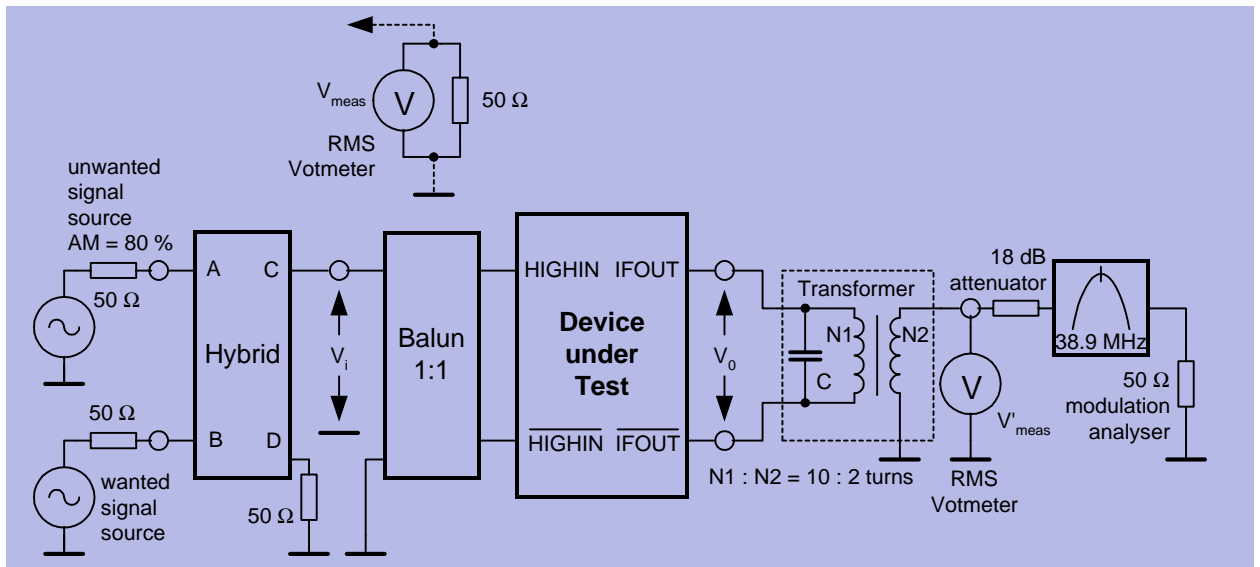 V meas
V
50 Ω
RMS
Votmeter
unwanted
signal
source
AM = 80 %
50 Ω
A
C
Hybrid
B
D
50 Ω
wanted
signal
source
50 Ω
Vi
Balun
1:1
HIGHIN IFOUT
Device
under
Test
HIGHIN IFOUT
V0
Transformer
N1
N2
C
N1 : N2 = 10 : 2 turns
18 dB
attenuator
38.9 MHz
V
V'meas
RMS
Votmeter
50 Ω
modulation
analyser